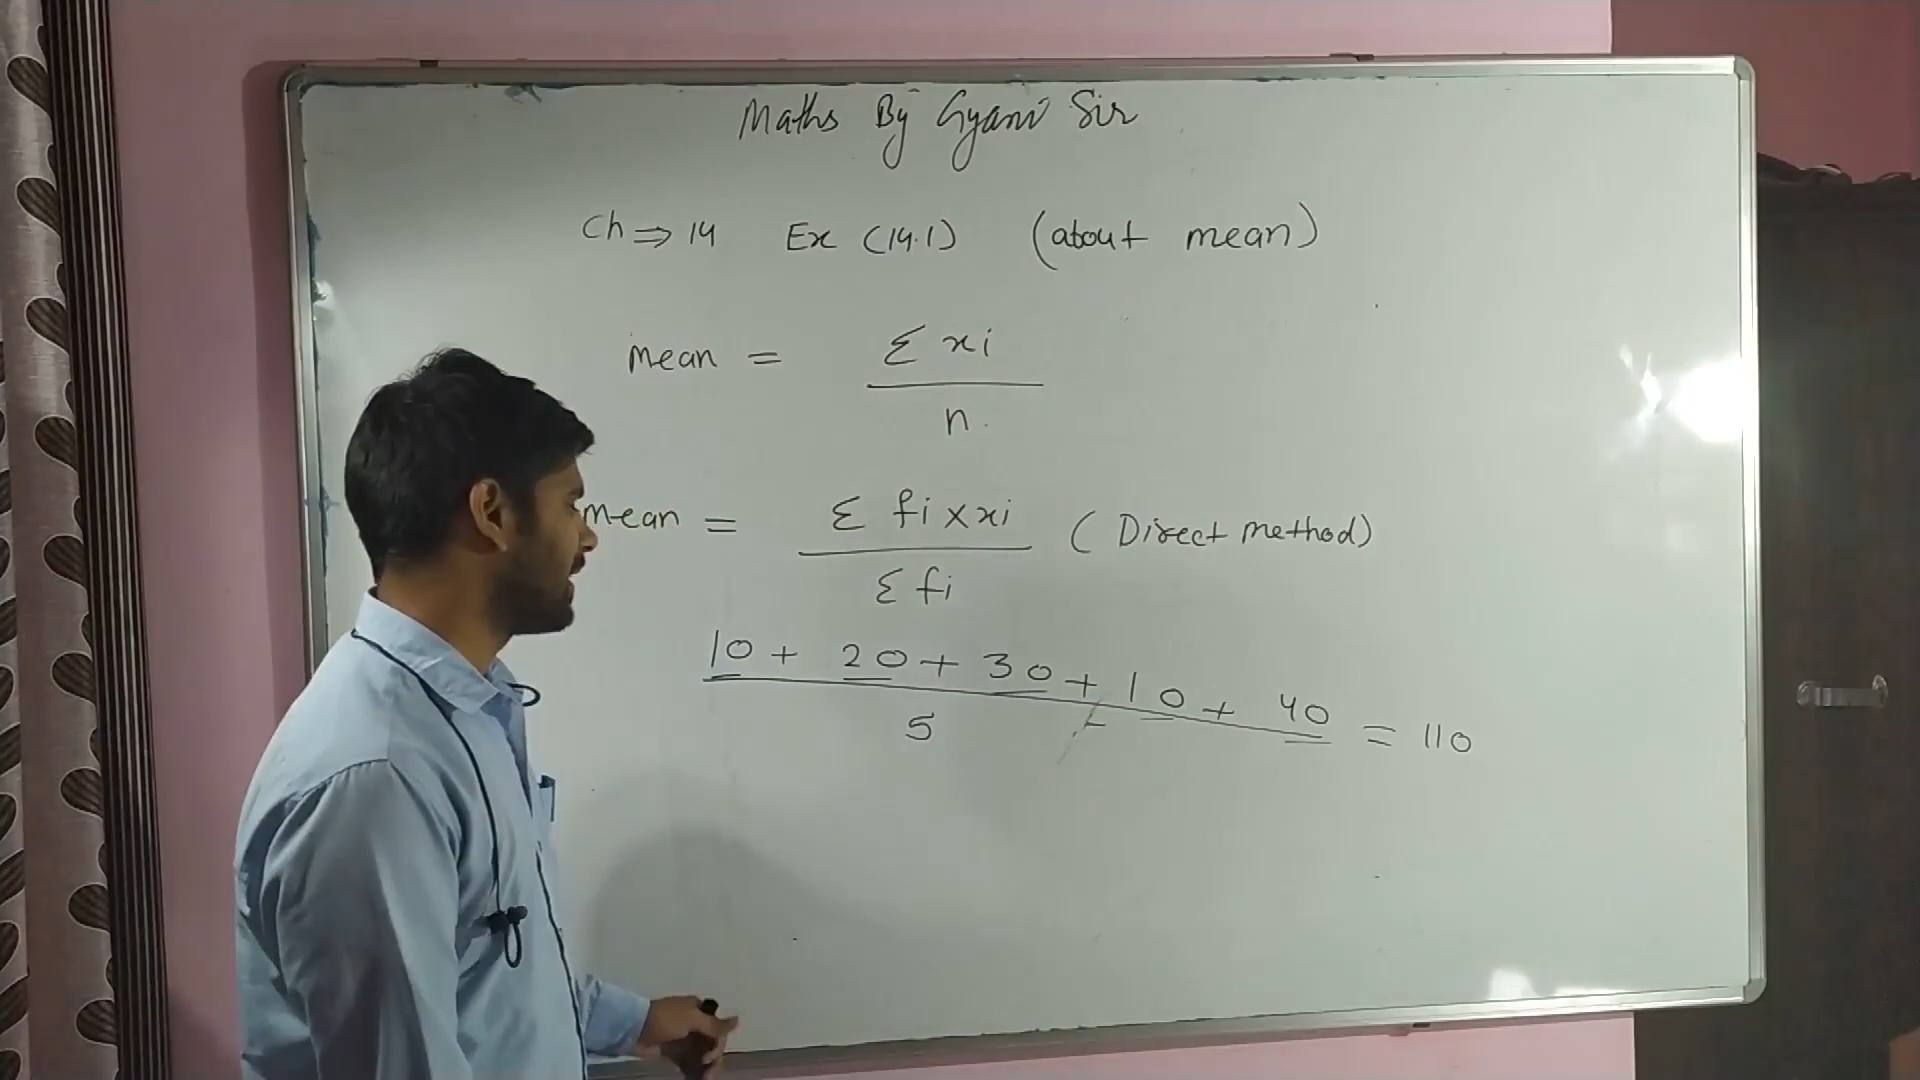 Maths By Gyani Sir
Ch ⇒ 14 Ex (14.1) (about mean)
mean = Σ xi
n.
mean = Σ fi × xi (Direct method)
Σ fi
10 + 20 + 30 + 10 + 40 = 110
5